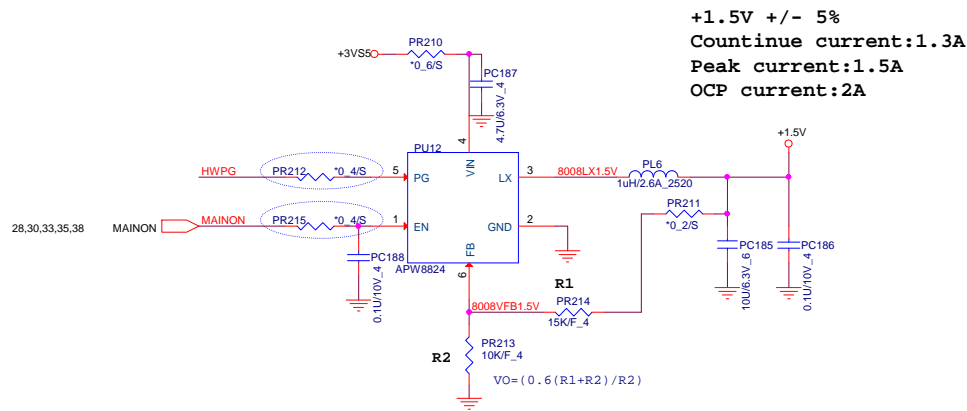 +1.5V +/- 5%
Countinue current:1.3A
Peak current:1.5A
OCP current:2A
PR210
+3VS5
*0_6/S
PC187
4.7U/6.3V_4
+1.5V
4
PU12
VIN
HWPG
PR212
*0_4/S
5
PG
LX
3
8008LX1.5V
PL6
1uH/2.6A_2520
PR211
*0_2/S
28,30,33,35,38
MAINON
MAINON
PR215
*0_4/S
1
EN
GND
2
FB
PC188
0.1U/10V_4
APW8824
6
PC185
10U/6.3V_6
PC186
0.1U/10V_4
R1
8008VFB1.5V
PR214
15K/F_4
R2
PR213
10K/F_4
VO=(0.6(R1+R2)/R2)